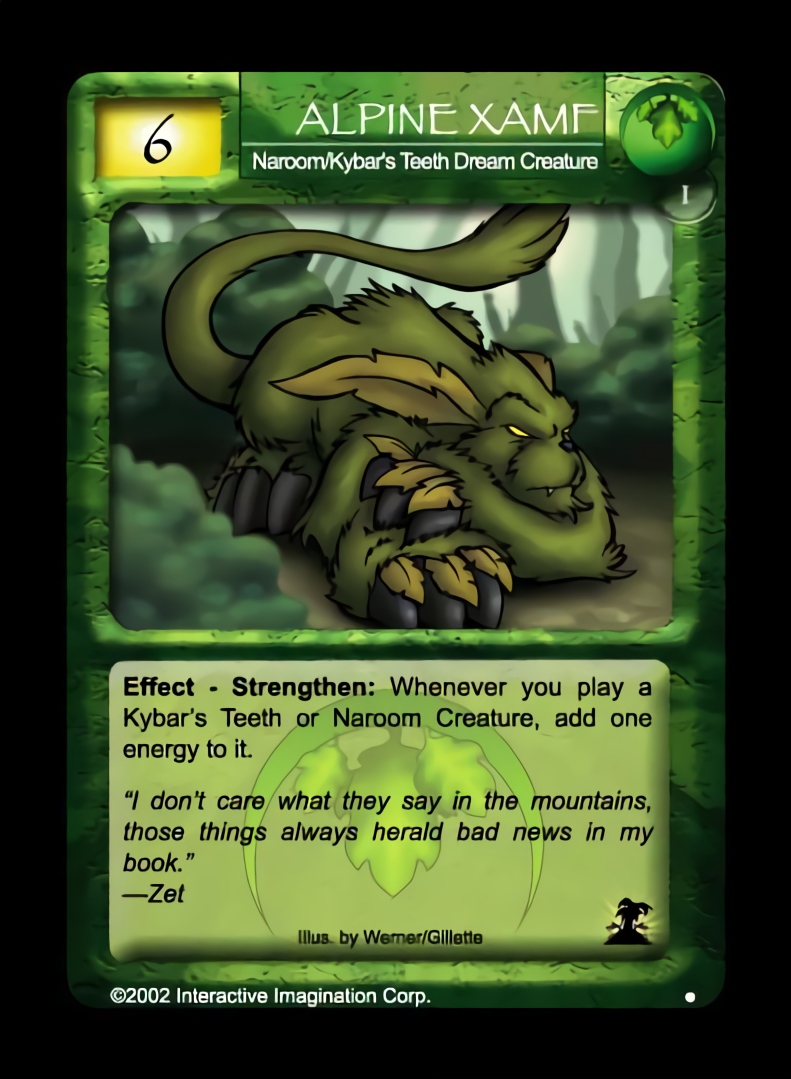 6
ALPINE XAMF
Naroom/Kybar's Teeth Dream Creature
I
Effect - Strengthen: Whenever you play a
Kybar's Teeth or Naroom Creature, add one
energy to it.
“I don't care what they say in the mountains,
those things always herald bad news in my
book.”
—Zet
Illus. by Werner/Gillette
©2002 Interactive Imagination Corp.